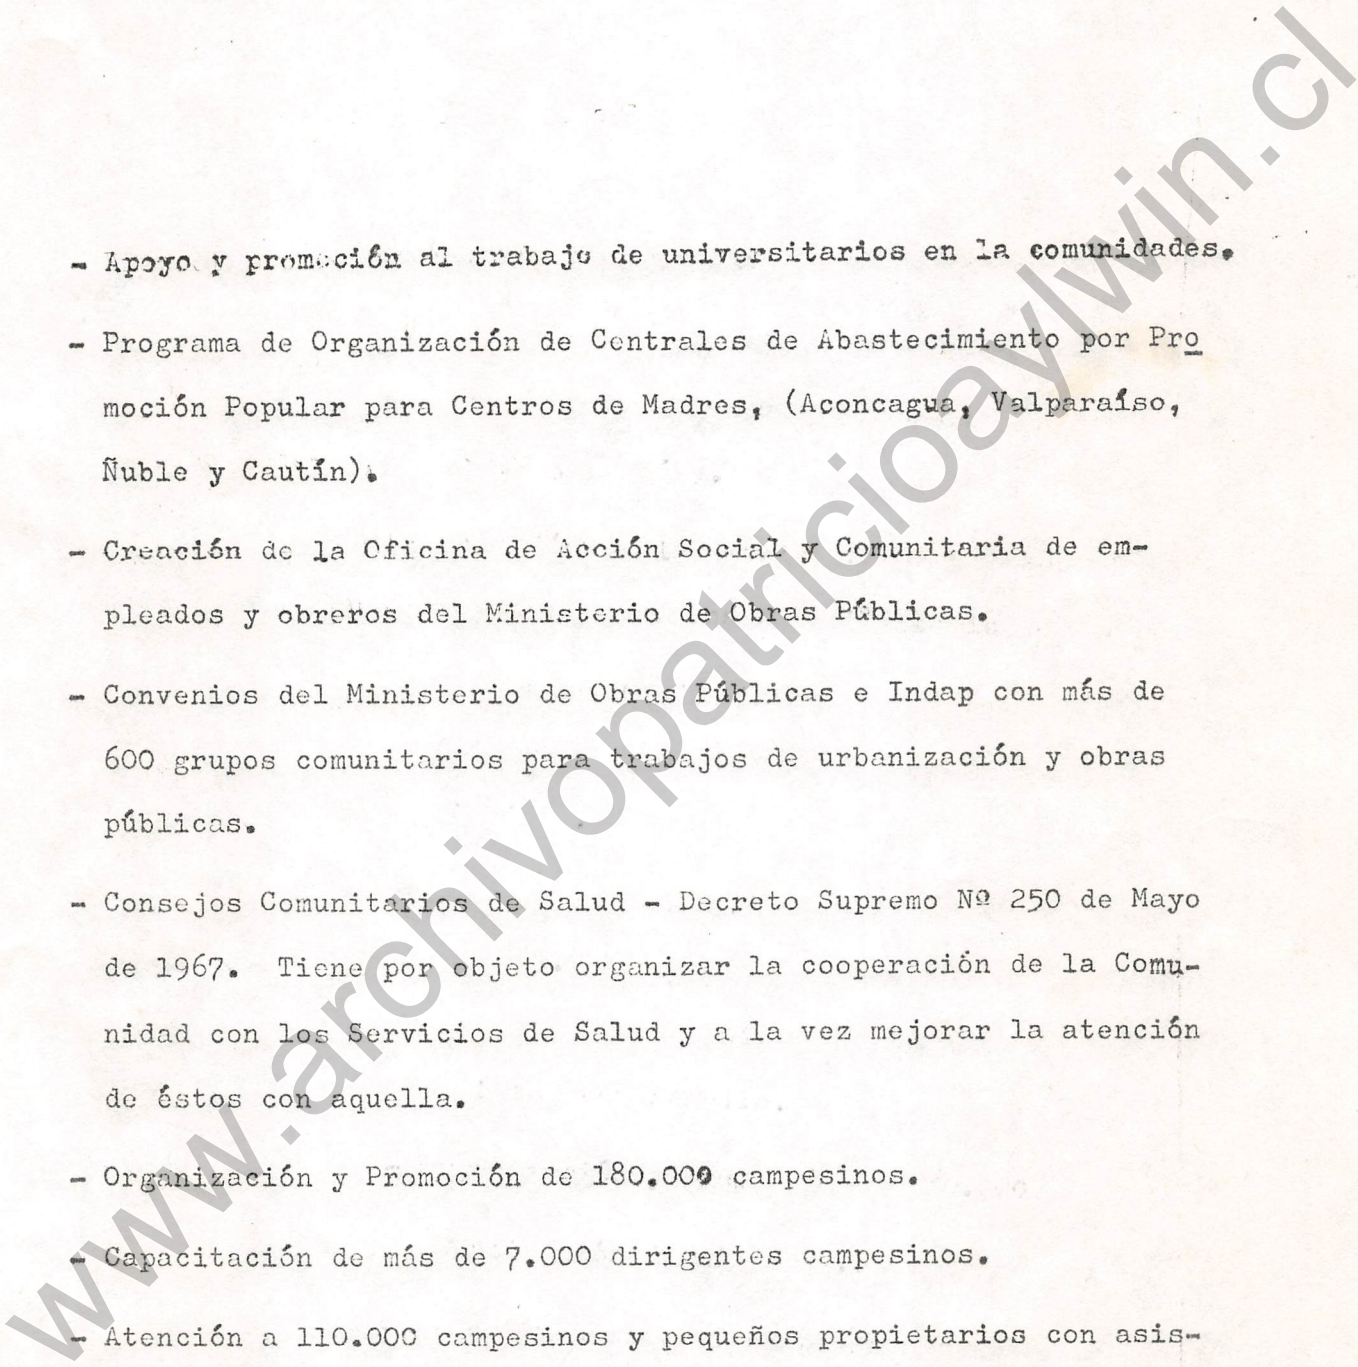 - Apoyo y promoción al trabajo de universitarios en la comunidades.
- Programa de Organización de Centrales de Abastecimiento por Pro
moción Popular para Centros de Madres, (Aconcagua, Valparaíso,
Ñuble y Cautín).
- Creación de la Oficina de Acción Social y Comunitaria de em-
pleados y obreros del Ministerio de Obras Públicas.
- Convenios del Ministerio de Obras Públicas e Indap con más de
600 grupos comunitarios para trabajos de urbanización y obras
públicas.
- Consejos Comunitarios de Salud - Decreto Supremo Nº 250 de Mayo
de 1967. Tiene por objeto organizar la cooperación de la Comu-
nidad con los Servicios de Salud y a la vez mejorar la atención
de éstos con aquella.
- Organización y Promoción de 180.000 campesinos.
- Capacitación de más de 7.000 dirigentes campesinos.
- Atención a 110.000 campesinos y pequeños propietarios con asis-
www.archivopatricioaylwin.cl